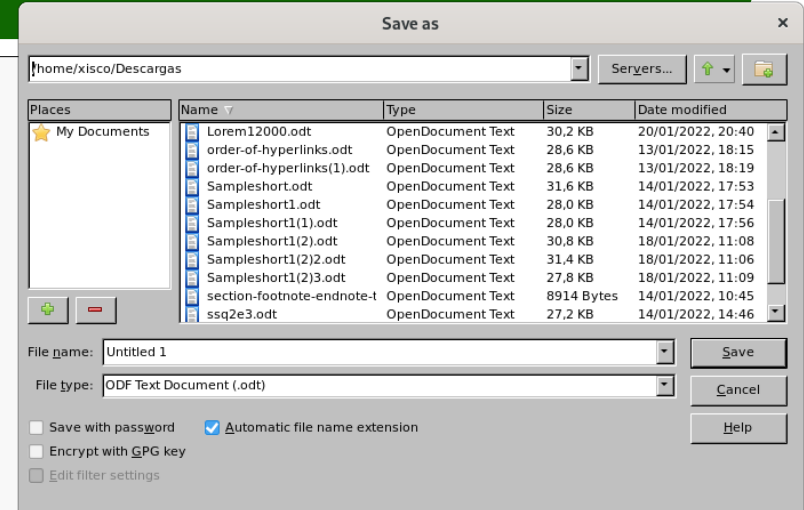 Save as
/home/xisco/Descargas
Servers...
Places
Name Type Size Date modified
My Documents
Lorem12000.odt OpenDocument Text 30,2 KB 20/01/2022, 20:40
order-of-hyperlinks.odt OpenDocument Text 28,6 KB 13/01/2022, 18:15
order-of-hyperlinks(1).odt OpenDocument Text 28,6 KB 13/01/2022, 18:19
Sampleshort.odt OpenDocument Text 31,6 KB 14/01/2022, 17:53
Sampleshort1.odt OpenDocument Text 28,0 KB 14/01/2022, 17:54
Sampleshort1(1).odt OpenDocument Text 28,0 KB 14/01/2022, 17:56
Sampleshort1(2).odt OpenDocument Text 30,8 KB 18/01/2022, 11:08
Sampleshort1(2)2.odt OpenDocument Text 31,4 KB 18/01/2022, 11:06
Sampleshort1(2)3.odt OpenDocument Text 27,8 KB 18/01/2022, 11:09
section-footnote-endnote-t OpenDocument Text 8914 Bytes 14/01/2022, 10:45
ssq2e3.odt OpenDocument Text 27,2 KB 14/01/2022, 14:46
File name: Untitled 1 Save
File type: ODF Text Document (.odt) Cancel
Save with password Automatic file name extension Help
Encrypt with GPG key
Edit filter settings